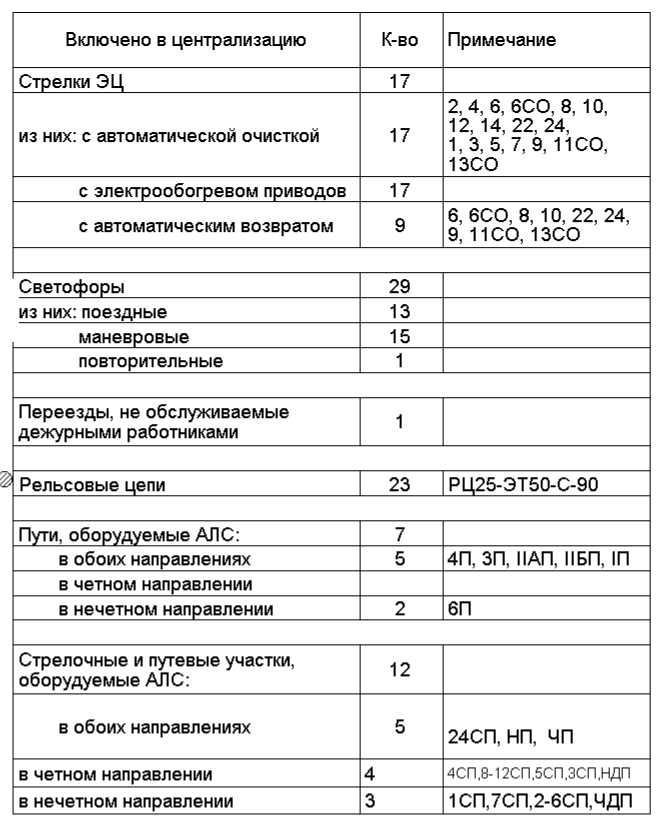 Включено в централизацию К-во Примечание
Стрелки ЭЦ 17
из них: с автоматической очисткой 17 2, 4, 6, 6СО, 8, 10,
12, 14, 22, 24,
1, 3, 5, 7, 9, 11СО,
13СО
с электрообогревом приводов 17
с автоматическим возвратом 9 6, 6СО, 8, 10, 22, 24,
9, 11СО, 13СО
Светофоры 29
из них: поездные 13
маневровые 15
повторительные 1
Переезды, не обслуживаемые
дежурными работниками 1
Рельсовые цепи 23 РЦ25-ЭТ50-С-90
Пути, оборудуемые АЛС: 7
в обоих направлениях 5 4П, 3П, IIАП, IIБП, IП
в четном направлении
в нечетном направлении 2 6П
Стрелочные и путевые участки,
оборудуемые АЛС: 12
в обоих направлениях 5 24СП, НП, ЧП
в четном направлении 4 4СП,8-12СП,5СП,3СП,НДП
в нечетном направлении 3 1СП,7СП,2-6СП,ЧДП